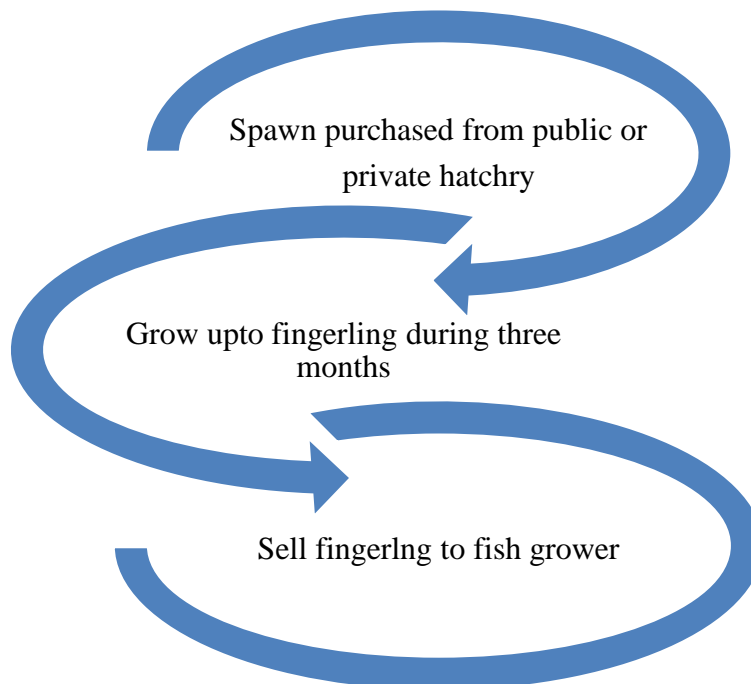 Spawn purchased from public or
private hatchry
Grow upto fingerling during three
months
Sell fingerlng to fish grower